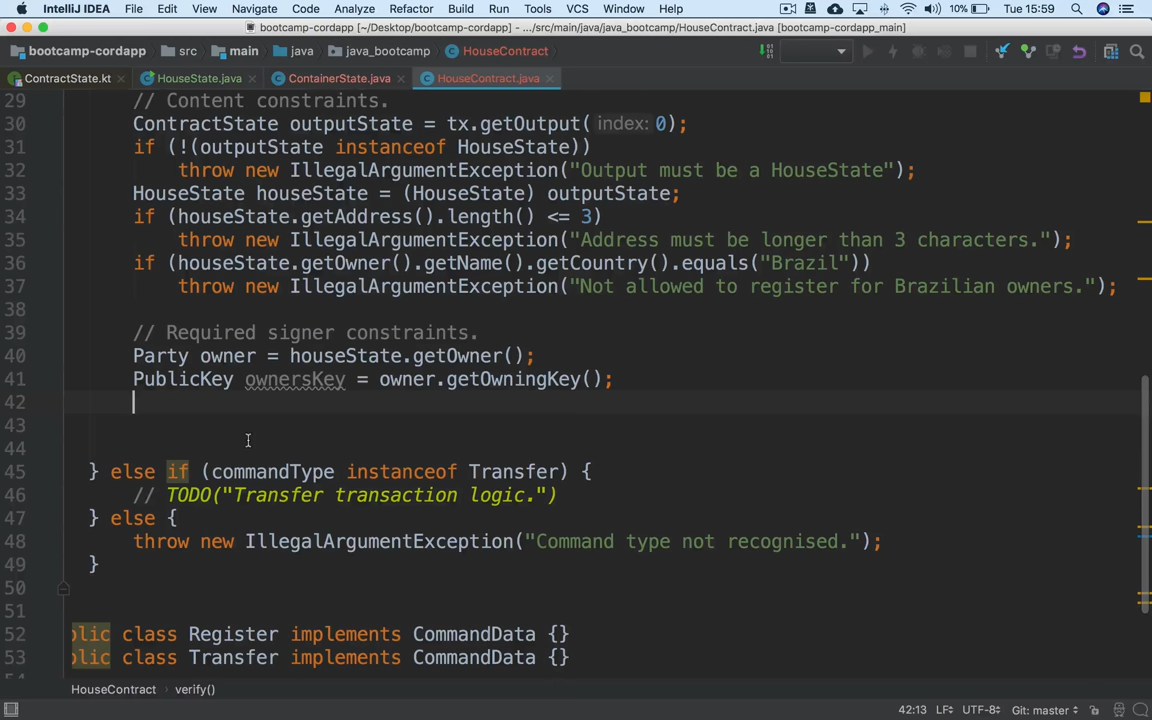 IntelliJ IDEA File Edit View Navigate Code Analyze Refactor Build Run Tools VCS Window Help 10% Tue 15:59
bootcamp-cordapp [~/Desktop/bootcamp-cordapp] - .../src/main/java/java_bootcamp/HouseContract.java [bootcamp-cordapp_main]
bootcamp-cordapp src main java java_bootcamp HouseContract
ContractState.kt HouseState.java ContainerState.java HouseContract.java
29 // Content constraints.
30 ContractState outputState = tx.getOutput( index: 0);
31 if (!(outputState instanceof HouseState))
32 throw new IllegalArgumentException("Output must be a HouseState");
33 HouseState houseState = (HouseState) outputState;
34 if (houseState.getAddress().length() <= 3)
35 throw new IllegalArgumentException("Address must be longer than 3 characters.");
36 if (houseState.getOwner().getName().getCountry().equals("Brazil"))
37 throw new IllegalArgumentException("Not allowed to register for Brazilian owners.");
38
39 // Required signer constraints.
40 Party owner = houseState.getOwner();
41 PublicKey ownersKey = owner.getOwningKey();
42
43
44
45 } else if (commandType instanceof Transfer) {
46 // TODO("Transfer transaction logic.")
47 } else {
48 throw new IllegalArgumentException("Command type not recognised.");
49 }
50
51
52 blic class Register implements CommandData {}
53 blic class Transfer implements CommandData {}
HouseContract verify()
42:13 LF UTF-8 Git: master